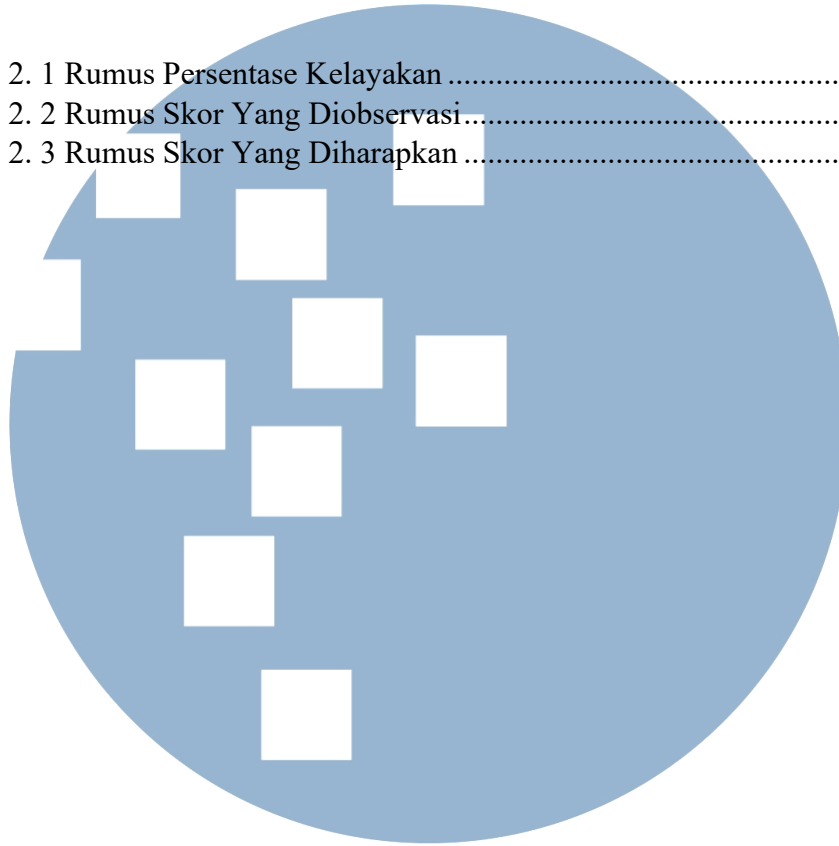 2. 1 Rumus Persentase Kelayakan ..................................................
2. 2 Rumus Skor Yang Diobservasi................................................
2. 3 Rumus Skor Yang Diharapkan ................................................